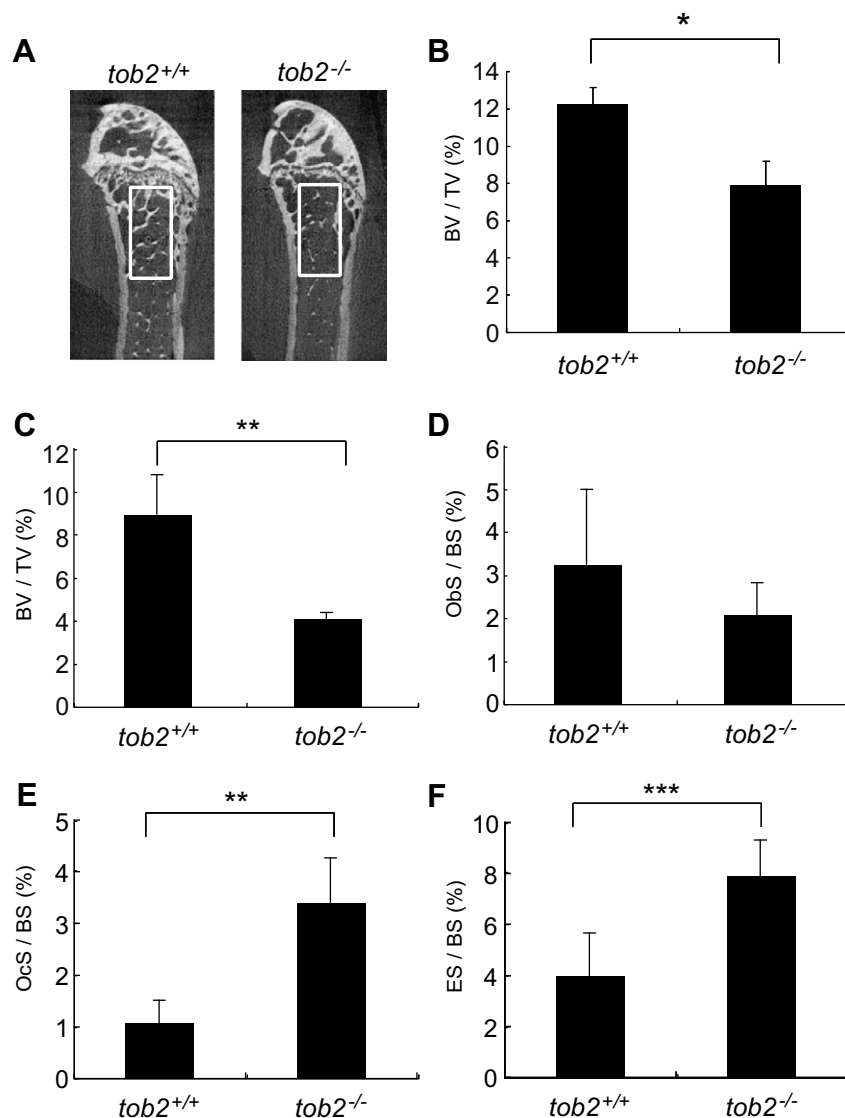 A
tob2+/+
tob2-/-
B
*
BV / TV (%)
14
12
10
8
6
4
2
0
tob2+/+
tob2-/-
C
**
BV / TV (%)
12
10
8
6
4
2
0
tob2+/+
tob2-/-
D
ObS / BS (%)
6
5
4
3
2
1
0
tob2+/+
tob2-/-
E
**
OcS / BS (%)
5
4
3
2
1
0
tob2+/+
tob2-/-
F
***
ES / BS (%)
10
8
6
4
2
0
tob2+/+
tob2-/-